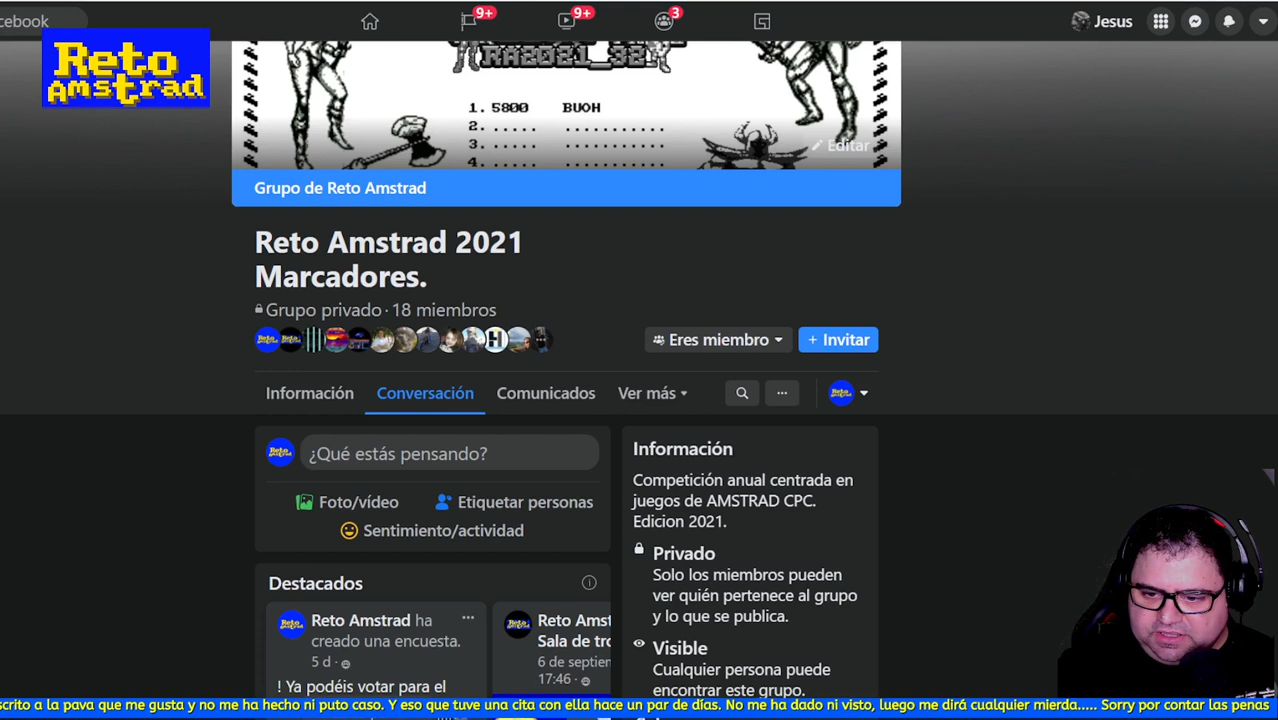 cebook
9+
9+
3
Jesus
Reto
Amstrad
RA2021_92
1. 5800 BUOH
2. ..... ...........
3. ..... ...........
4. ..... ...........
Editar
Grupo de Reto Amstrad
Reto Amstrad 2021
Marcadores.
Grupo privado · 18 miembros
Eres miembro
+ Invitar
Información
Conversación
Comunicados
Ver más
¿Qué estás pensando?
Foto/vídeo
Etiquetar personas
Sentimiento/actividad
Información
Competición anual centrada en
juegos de AMSTRAD CPC.
Edicion 2021.
Privado
Solo los miembros pueden
ver quién pertenece al grupo
y lo que se publica.
Visible
Cualquier persona puede
encontrar este grupo.
Destacados
Reto Amstrad ha
creado una encuesta.
5 d ·
! Ya podéis votar para el
Reto Amst
Sala de tro
6 de septien
17:46 ·
scrito a la pava que me gusta y no me ha hecho ni puto caso. Y eso que tuve una cita con ella hace un par de días. No me ha dado ni visto, luego me dirá cualquier mierda..... Sorry por contar las penas